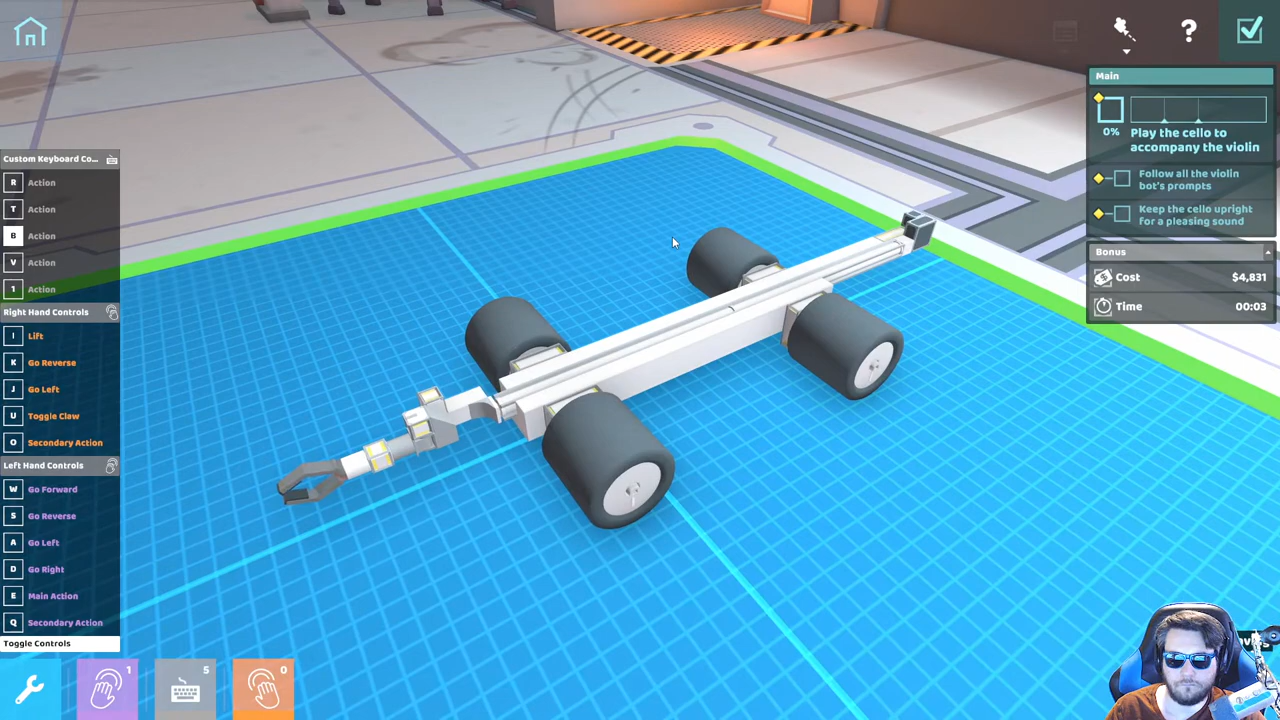 Custom Keyboard Co...
R Action
T Action
B Action
V Action
1 Action
Right Hand Controls
I Lift
K Go Reverse
J Go Left
U Toggle Claw
O Secondary Action
Left Hand Controls
W Go Forward
S Go Reverse
A Go Left
D Go Right
E Main Action
Q Secondary Action
Toggle Controls
1
5
0
?
Main
0%
Play the cello to
accompany the violin
Follow all the violin
bot's prompts
Keep the cello upright
for a pleasing sound
Bonus
Cost $4,831
Time 00:03